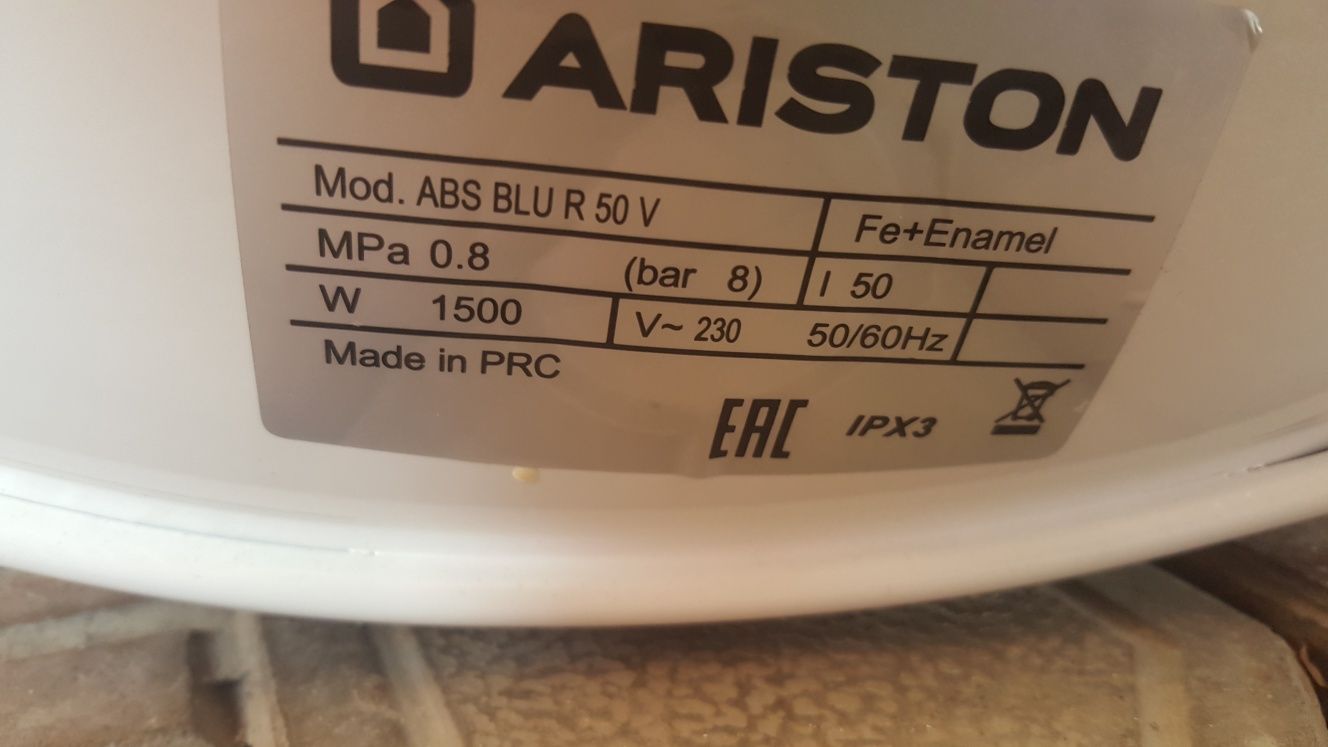 ARISTON
Mod. ABS BLU R 50 V Fe+Enamel
MPa 0.8 (bar 8) l 50
W 1500 V~ 230 50/60Hz
Made in PRC
EAC IPX3